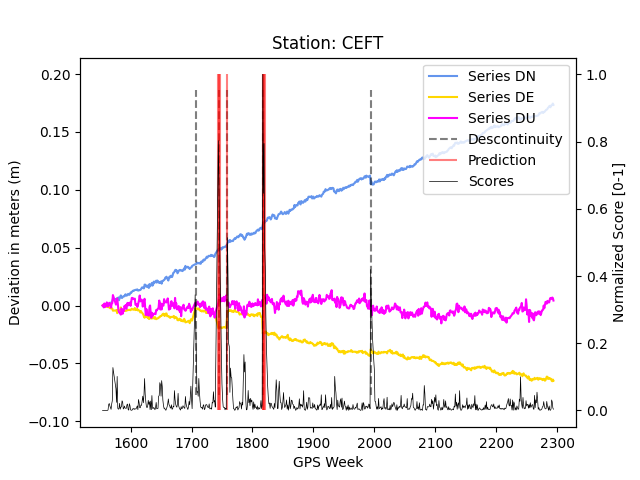 Station: CEFT
Deviation in meters (m)
0.20
0.15
0.10
0.05
0.00
−0.05
−0.10
1600 1700 1800 1900 2000 2100 2200 2300
GPS Week
1.0
0.8
0.6
0.4
0.2
0.0
Normalized Score [0-1]
Series DN
Series DE
Series DU
Descontinuity
Prediction
Scores